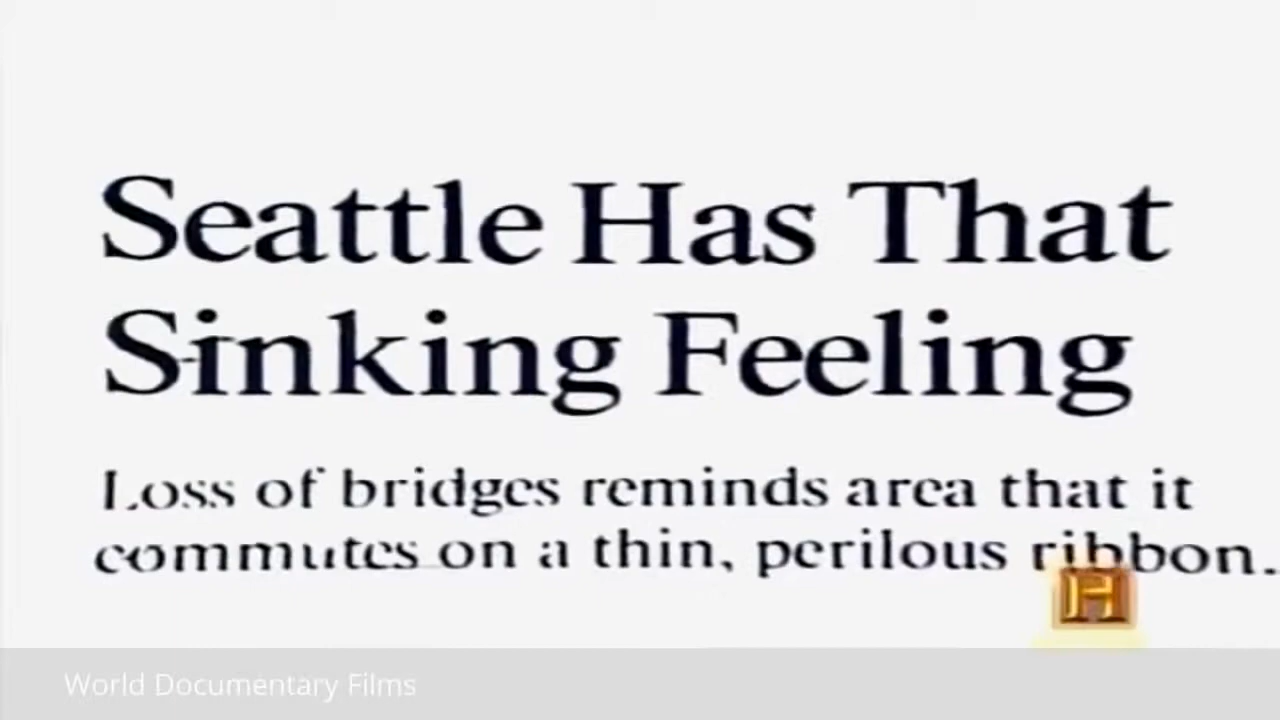 Seattle Has That
Sinking Feeling
Loss of bridges reminds area that it
commutes on a thin, perilous ribbon.
H
World Documentary Films